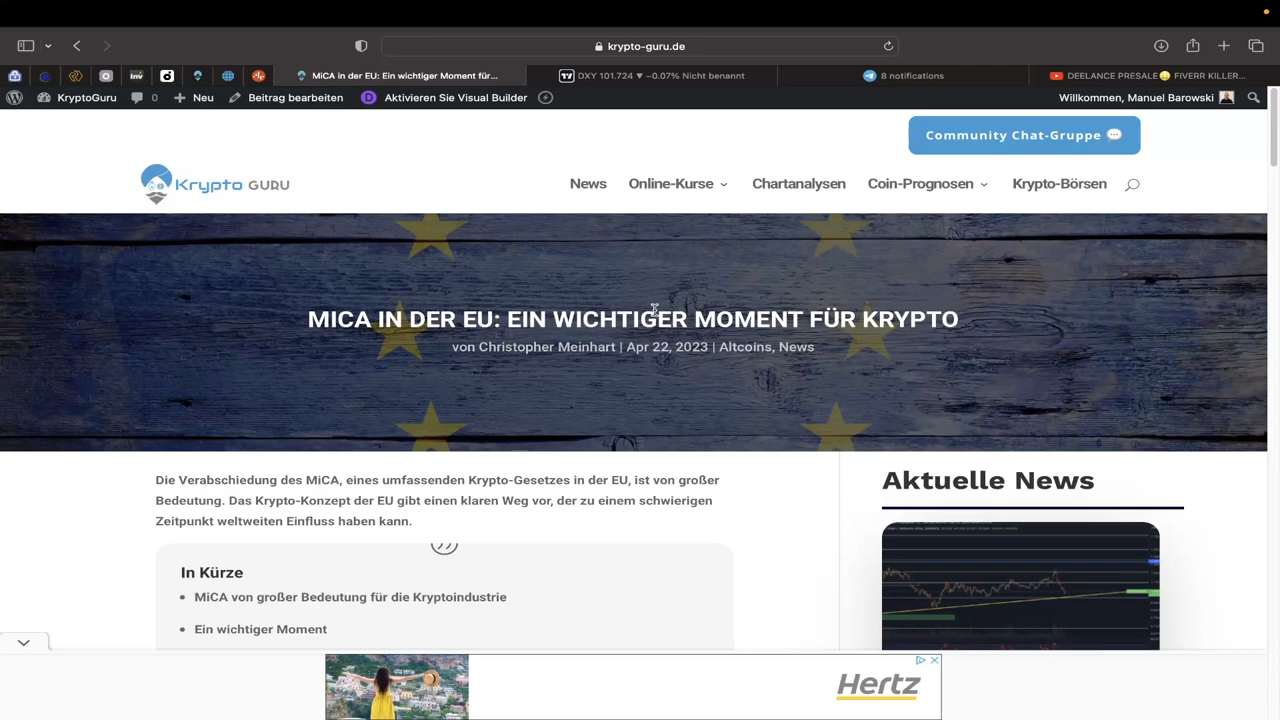 krypto-guru.de
MiCA in der EU: Ein wichtiger Moment für...
DXY 101.724 ▼ −0.07% Nicht benannt
8 notifications
DEELANCE PRESALE🤑 FIVERR KILLER...
KryptoGuru
0
Neu
Beitrag bearbeiten
Aktivieren Sie Visual Builder
Willkommen, Manuel Barowski
Community Chat-Gruppe 💬
Krypto GURU
News
Online-Kurse
Chartanalysen
Coin-Prognosen
Krypto-Börsen
MICA IN DER EU: EIN WICHTIGER MOMENT FÜR KRYPTO
von Christopher Meinhart | Apr 22, 2023 | Altcoins, News
Die Verabschiedung des MiCA, eines umfassenden Krypto-Gesetzes in der EU, ist von großer
Bedeutung. Das Krypto-Konzept der EU gibt einen klaren Weg vor, der zu einem schwierigen
Zeitpunkt weltweiten Einfluss haben kann.
In Kürze
• MiCA von großer Bedeutung für die Kryptoindustrie
• Ein wichtiger Moment
Aktuelle News
Hertz